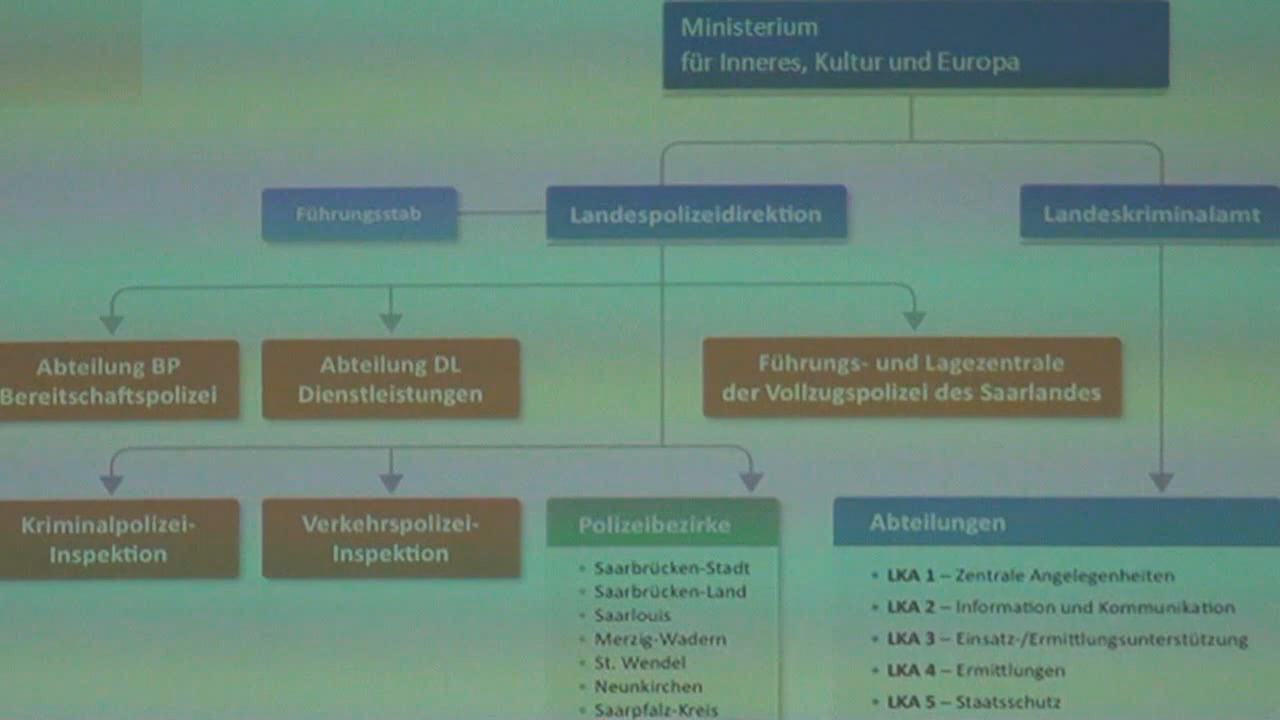 Ministerium
für Inneres, Kultur und Europa
Führungsstab
Landespolizeidirektion
Landeskriminalamt
Abteilung BP
Bereitschaftspolizei
Abteilung DL
Dienstleistungen
Führungs- und Lagezentrale
der Vollzugspolizei des Saarlandes
Kriminalpolizei-
Inspektion
Verkehrspolizei-
Inspektion
Polizeibezirke
• Saarbrücken-Stadt
• Saarbrücken-Land
• Saarlouis
• Merzig-Wadern
• St. Wendel
• Neunkirchen
• Saarpfalz-Kreis
Abteilungen
• LKA 1 – Zentrale Angelegenheiten
• LKA 2 – Information und Kommunikation
• LKA 3 – Einsatz-/Ermittlungsunterstützung
• LKA 4 – Ermittlungen
• LKA 5 – Staatsschutz